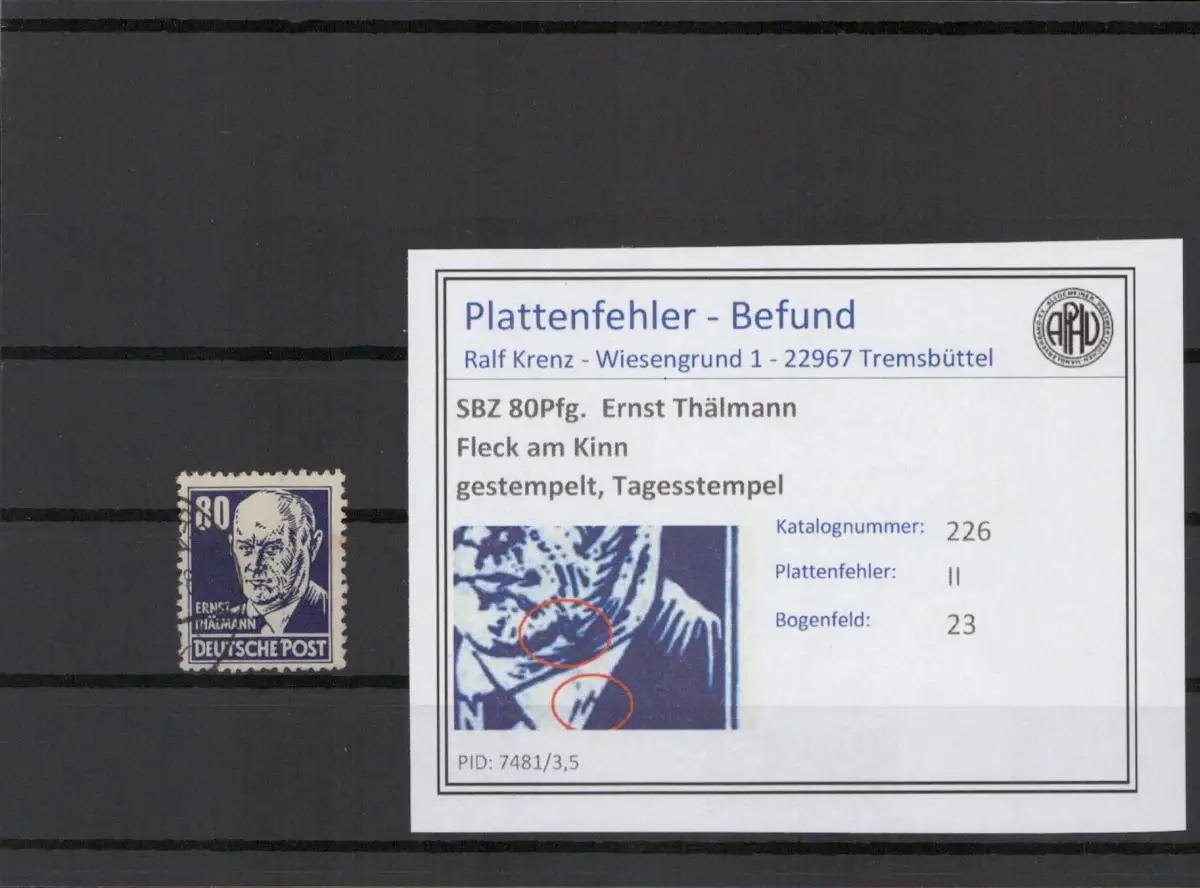 80
ERNST
THÄLMANN
DEUTSCHE POST
Plattenfehler - Befund
Ralf Krenz - Wiesengrund 1 - 22967 Tremsbüttel
APHV
SBZ 80Pfg. Ernst Thälmann
Fleck am Kinn
gestempelt, Tagesstempel
Katalognummer: 226
Plattenfehler: II
Bogenfeld: 23
N
PID: 7481/3,5